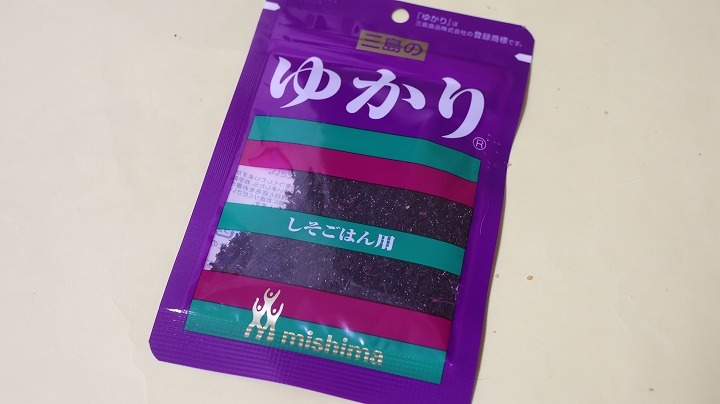 「ゆかり」は
三島食品株式会社の登録商標です。
三島の
ゆかり®
しそごはん用
mishima